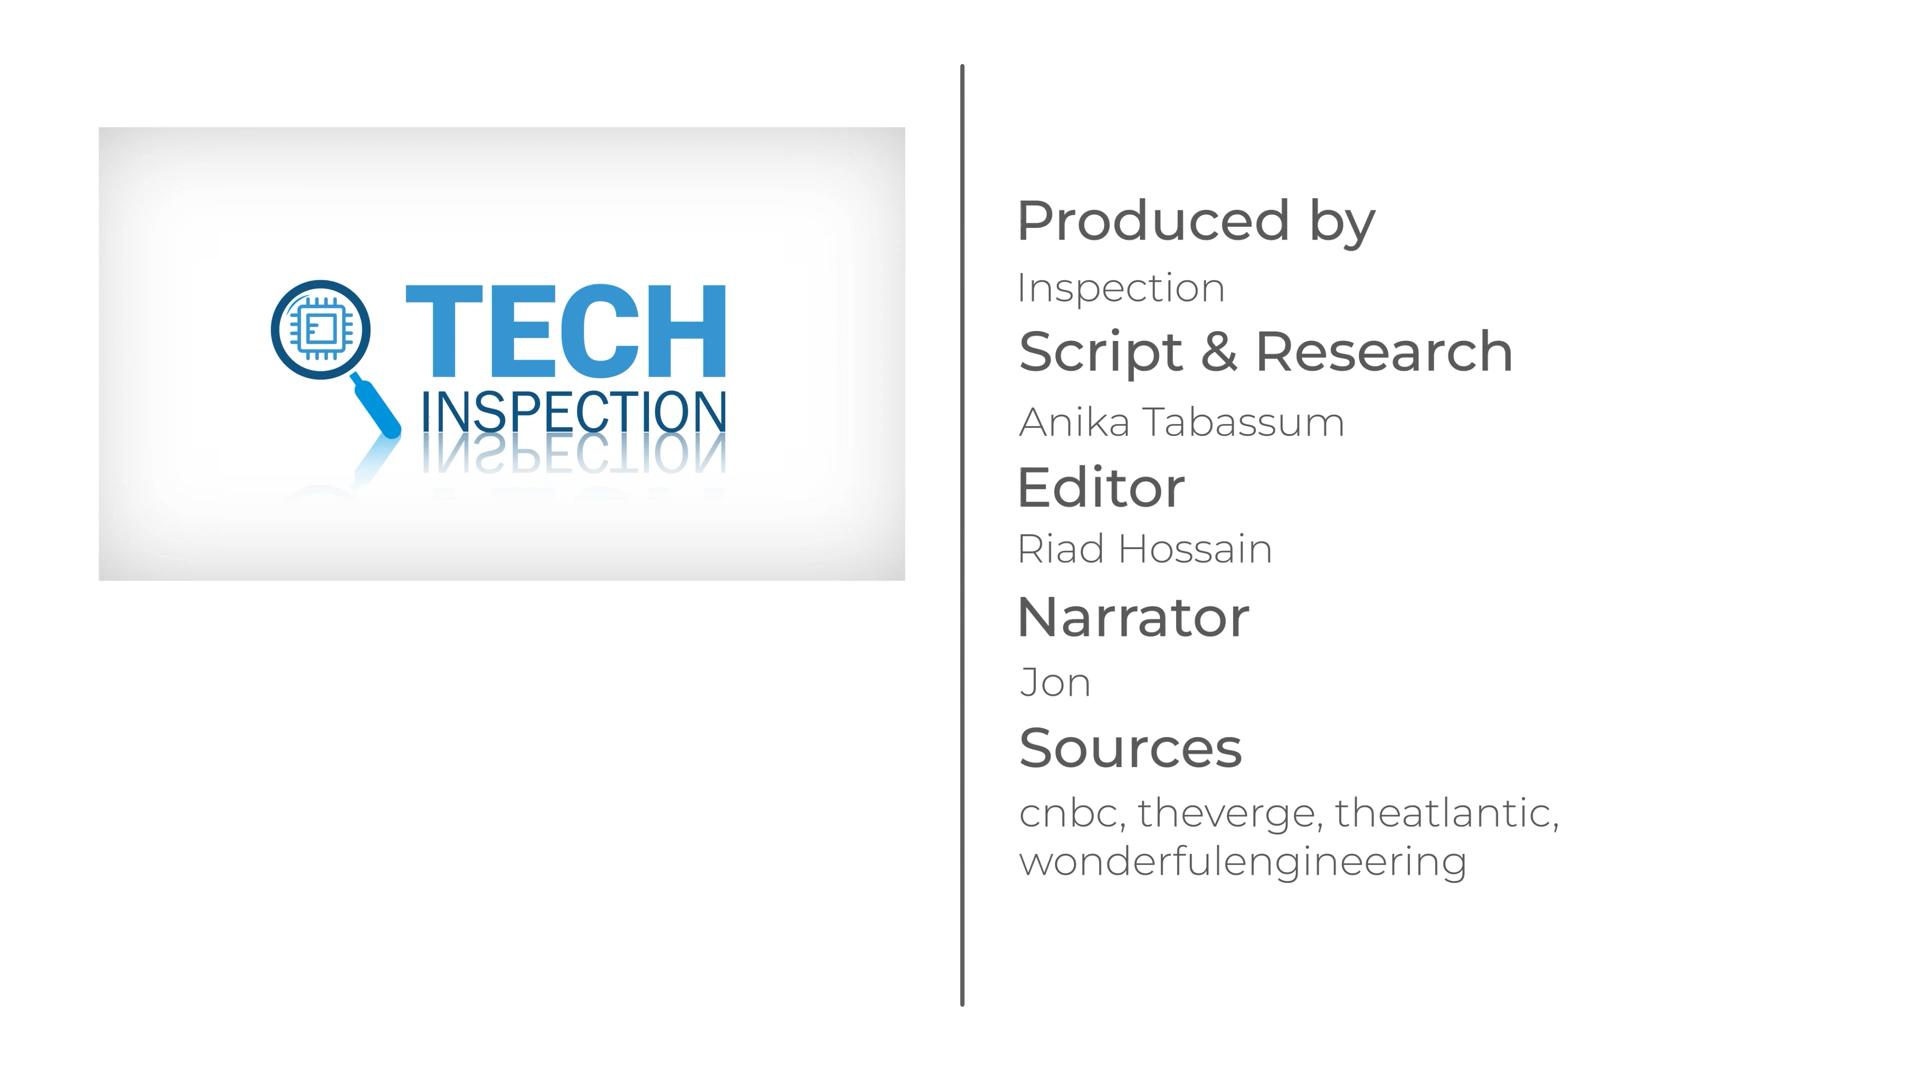 TECH
INSPECTION
Produced by
Inspection
Script & Research
Anika Tabassum
Editor
Riad Hossain
Narrator
Jon
Sources
cnbc, theverge, theatlantic,
wonderfulengineering